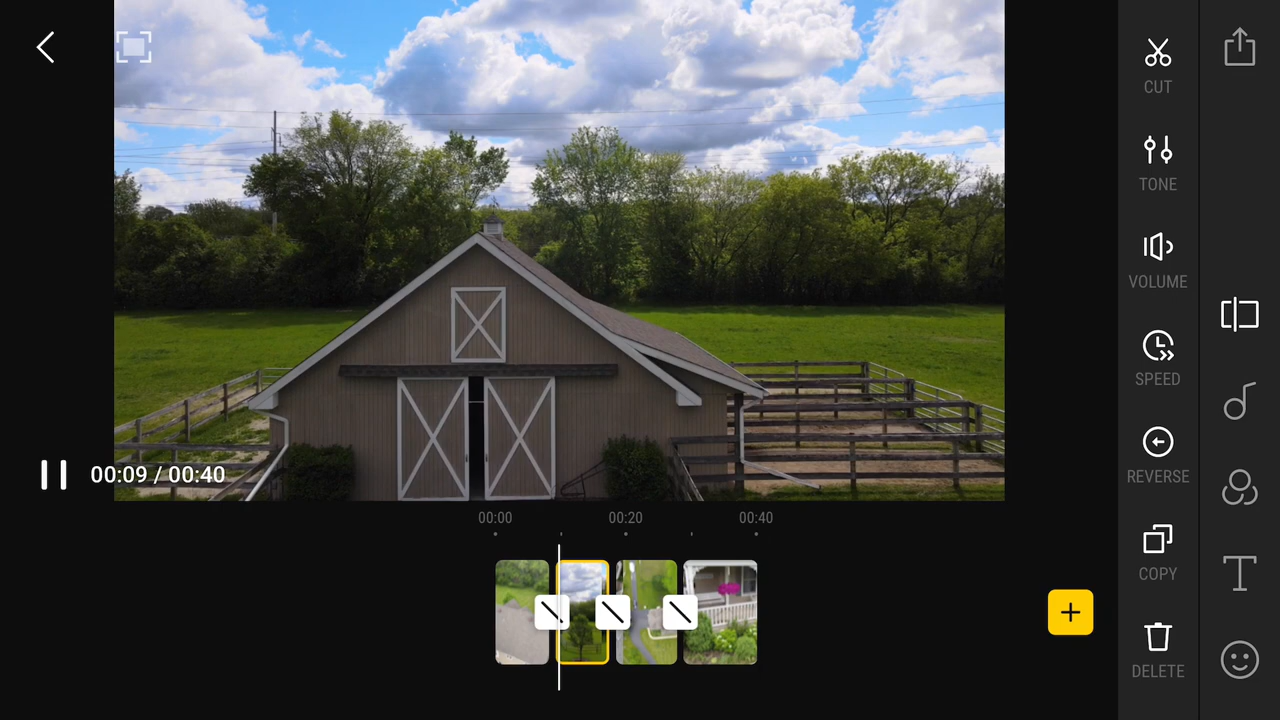 CUT
TONE
VOLUME
SPEED
REVERSE
COPY
DELETE
00:09 / 00:40
00:00
00:20
00:40